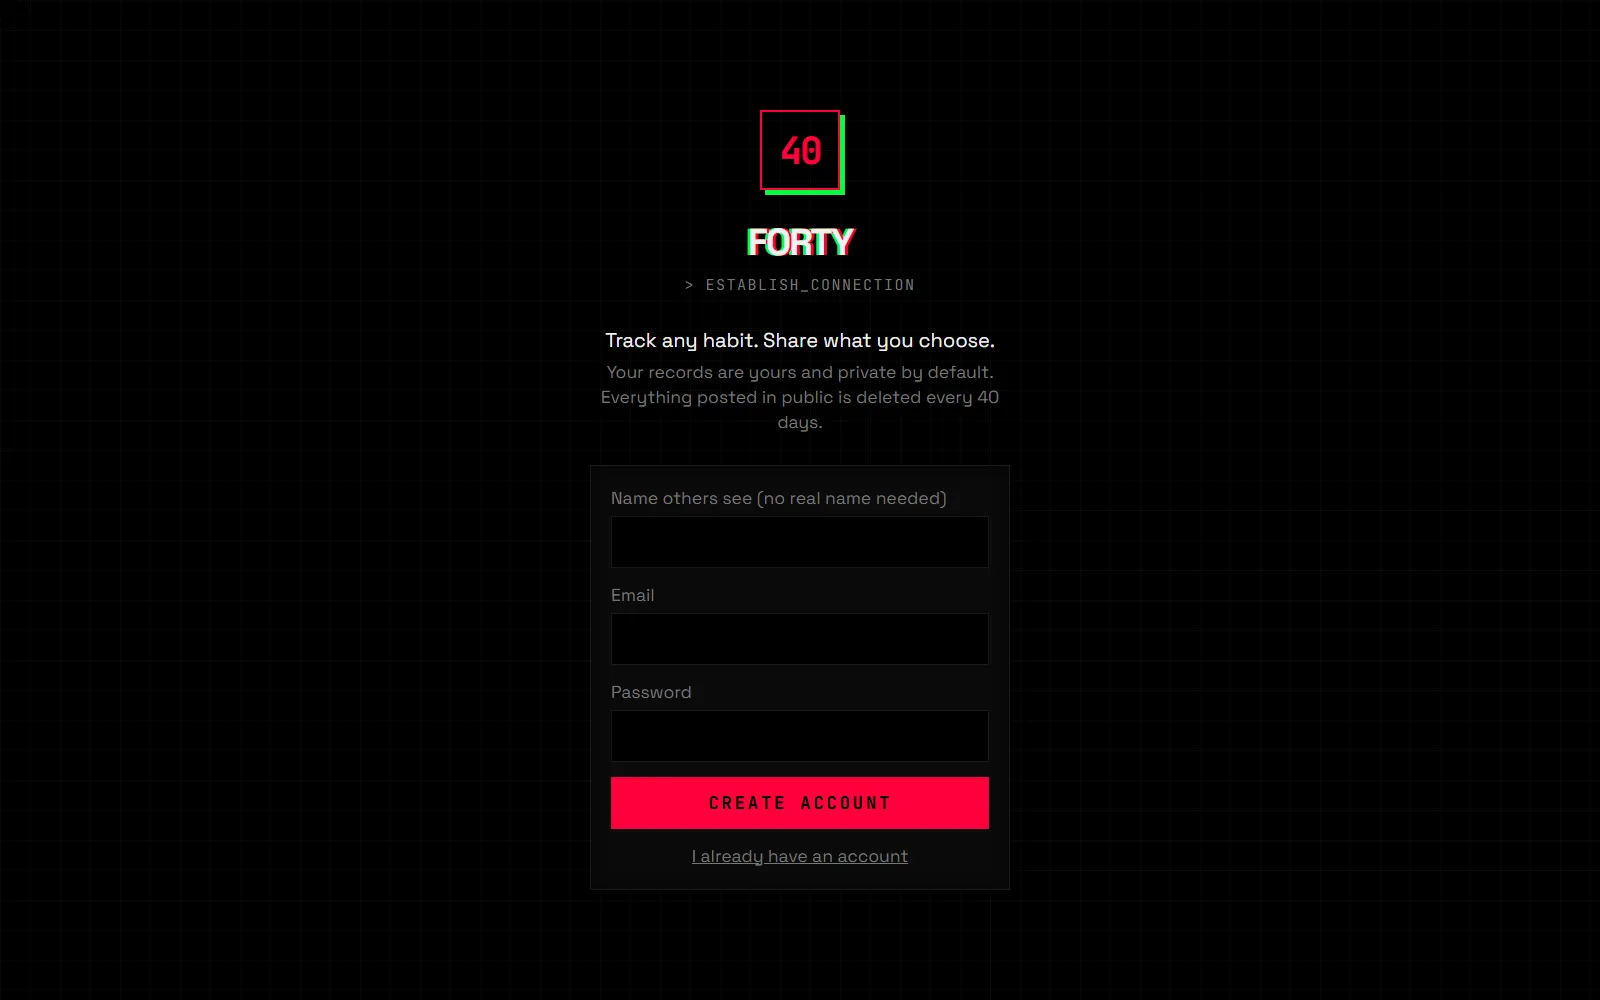 40
FORTY
> ESTABLISH_CONNECTION
Track any habit. Share what you choose.
Your records are yours and private by default.
Everything posted in public is deleted every 40
days.
Name others see (no real name needed)
Email
Password
CREATE ACCOUNT
I already have an account